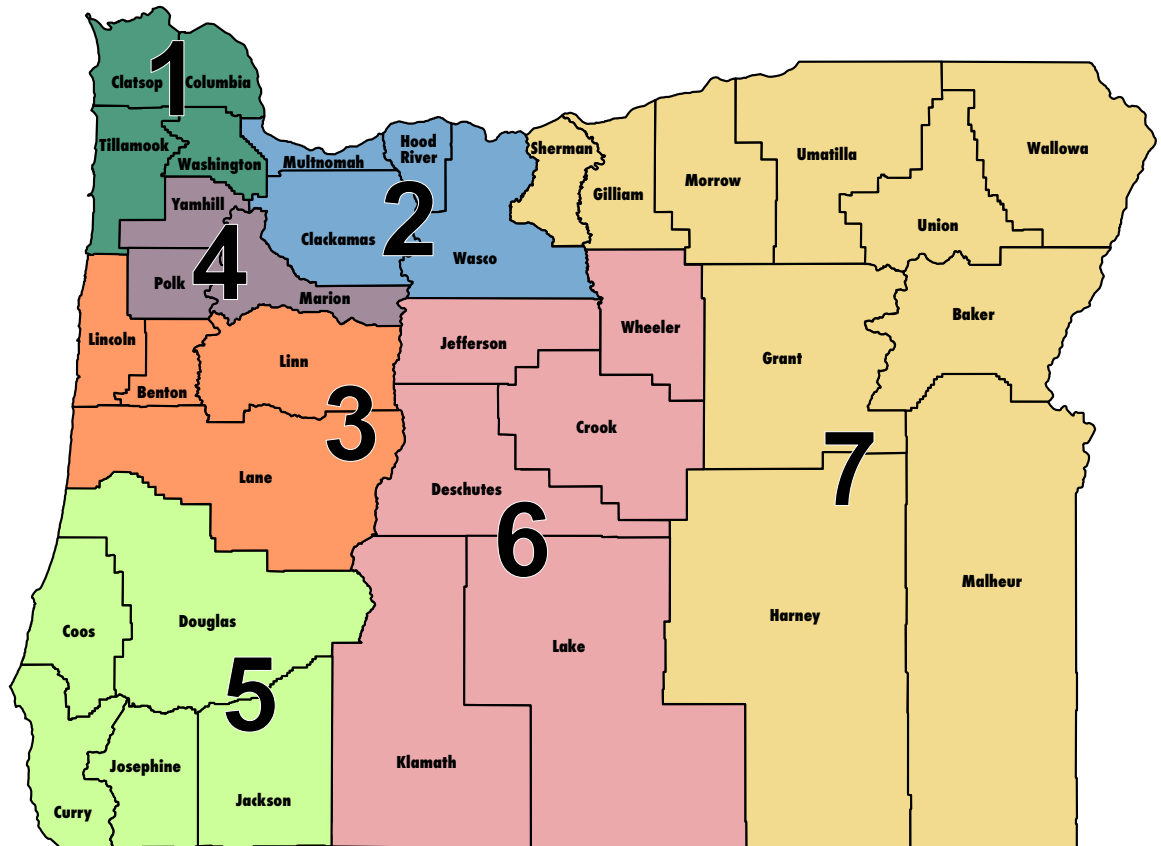 1
Clatsop
Columbia
Tillamook
Washington
Multnomah
Hood
River
Sherman
Gilliam
Morrow
Umatilla
Wallowa
Union
Yamhill
2
Clackamas
Wasco
4
Polk
Marion
Lincoln
Benton
Linn
3
Lane
Jefferson
Wheeler
Crook
Deschutes
6
Grant
Baker
7
Harney
Malheur
Coos
Douglas
5
Lake
Klamath
Josephine
Jackson
Curry